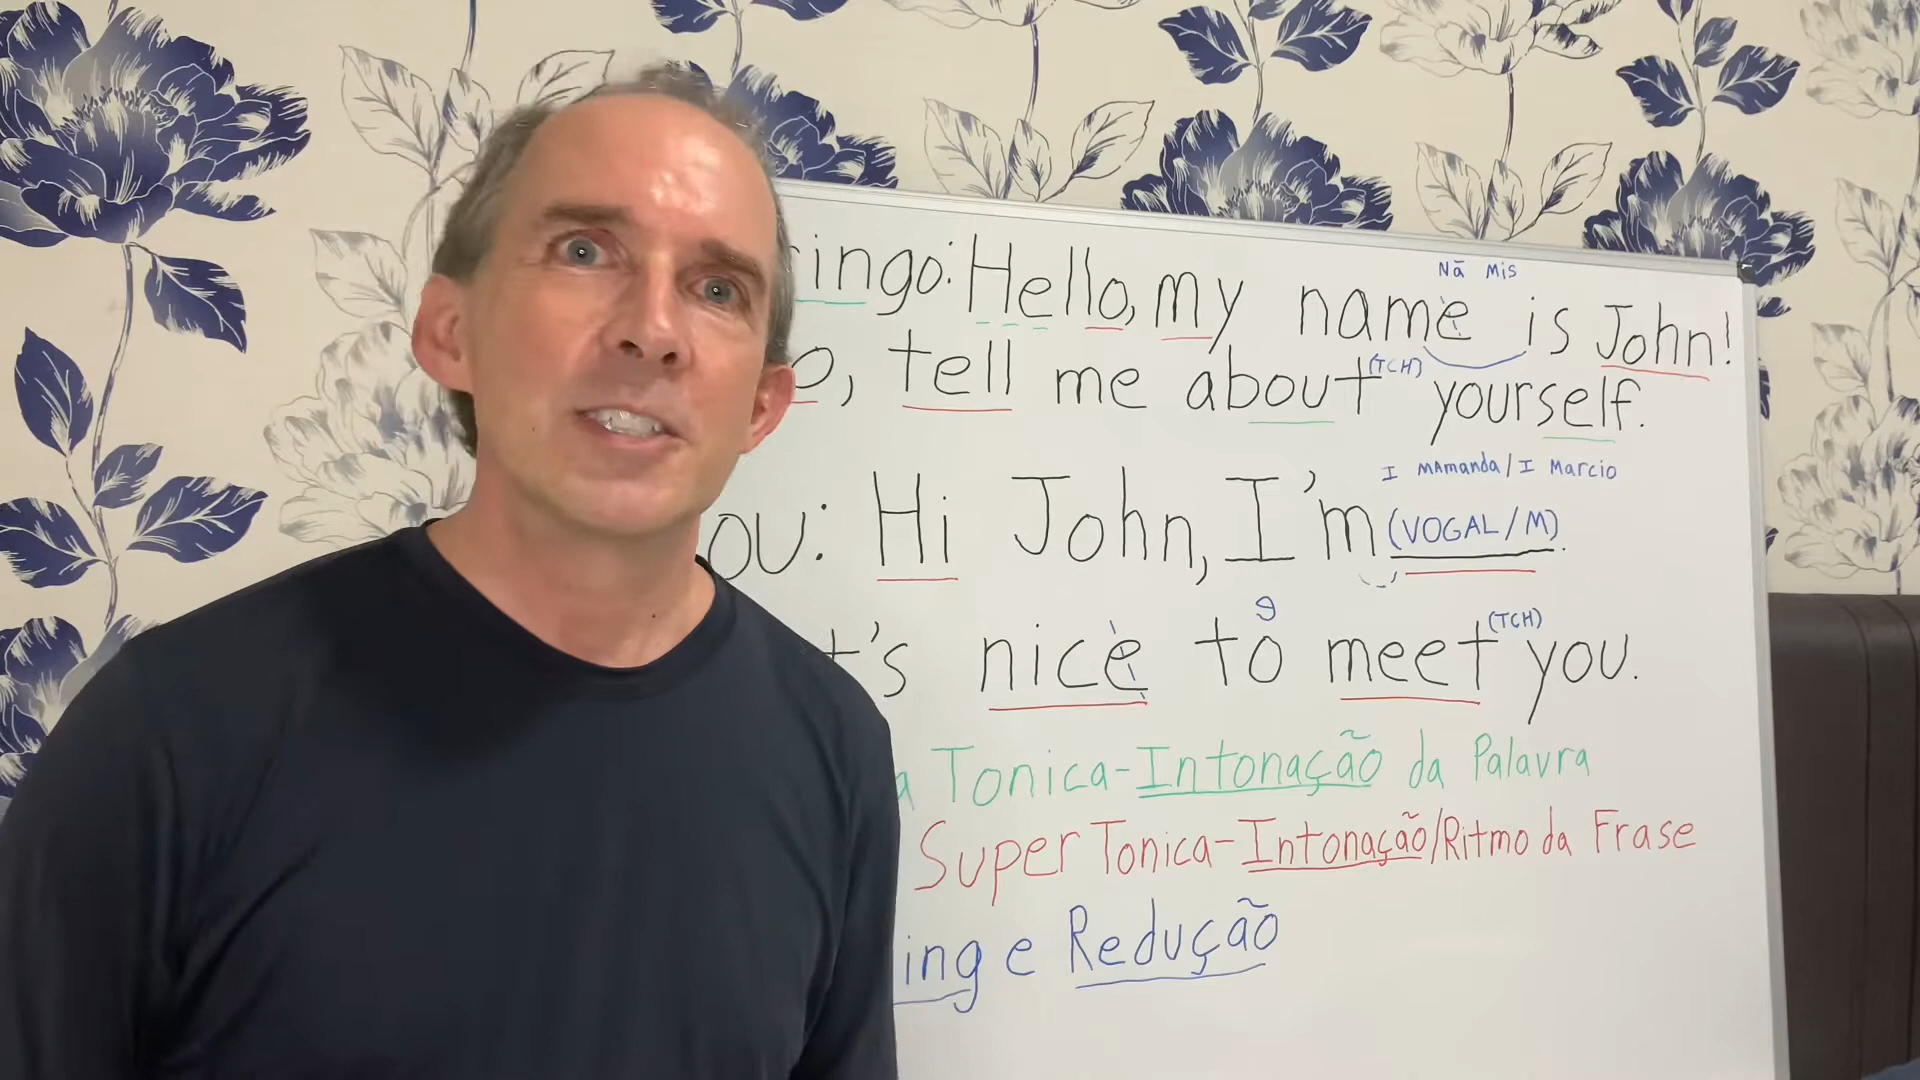 Nã Mis
ringo: Hello, my name is John!
(TCH)
o, tell me about yourself.
I mAmanda/I Marcio
ou: Hi John, I'm (VOGAL/M).
ə (TCH)
t's nice to meet you.
a Tonica-Intonação da Palavra
Super Tonica-Intonação/Ritmo da Frase
ing e Redução